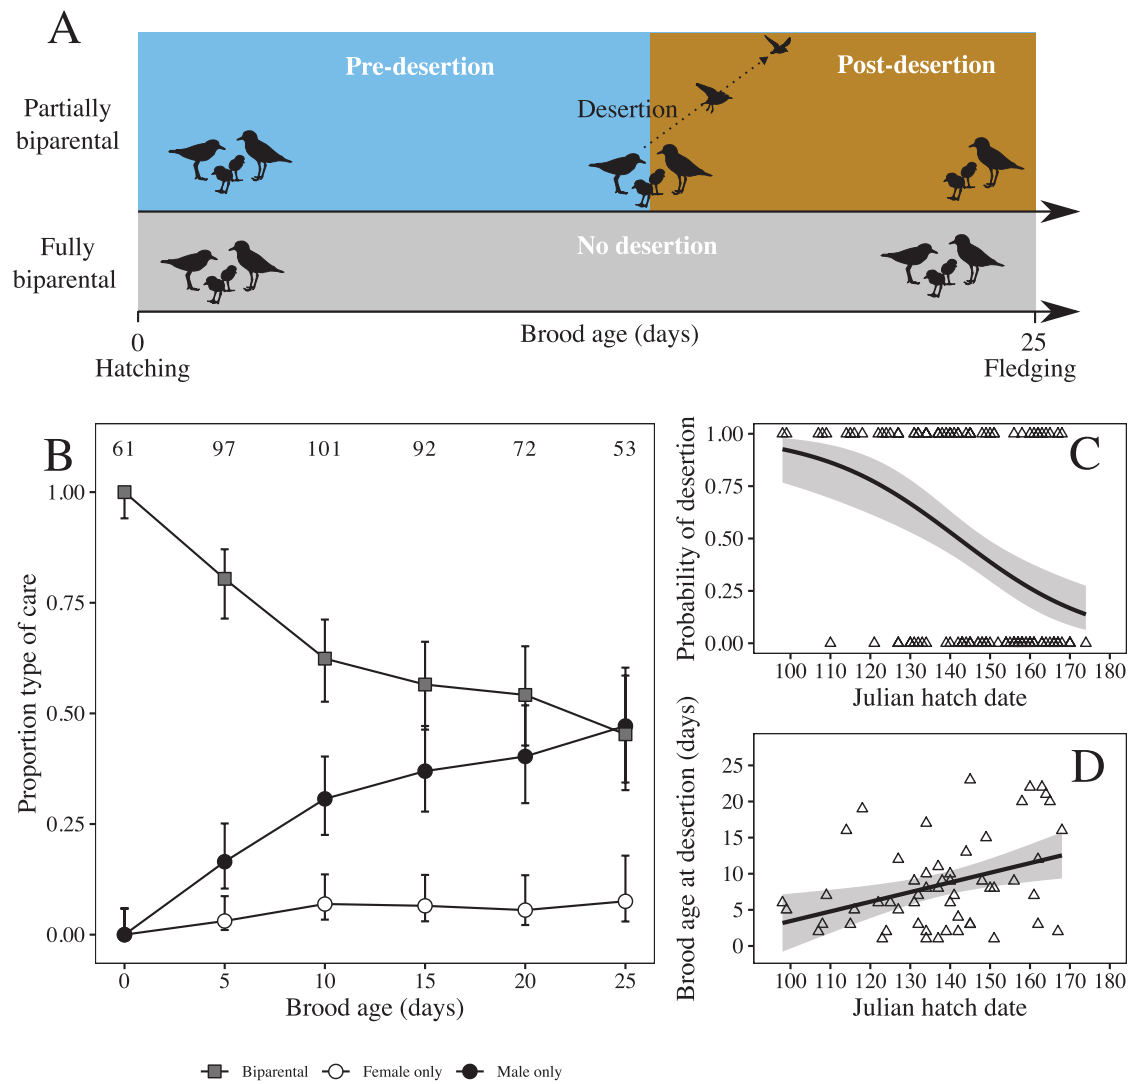 A
Pre-desertion
Post-desertion
Partially
biparental
Desertion
Fully
biparental
No desertion
0
Brood age (days)
25
Hatching
Fledging
B
61 97 101 92 72 53
1.00
0.75
0.50
0.25
0.00
Proportion type of care
0 5 10 15 20 25
Brood age (days)
Biparental Female only Male only
C
1.00
0.75
0.50
0.25
0.00
Probability of desertion
100 110 120 130 140 150 160 170 180
Julian hatch date
D
25
20
15
10
5
0
Brood age at desertion (days)
100 110 120 130 140 150 160 170 180
Julian hatch date